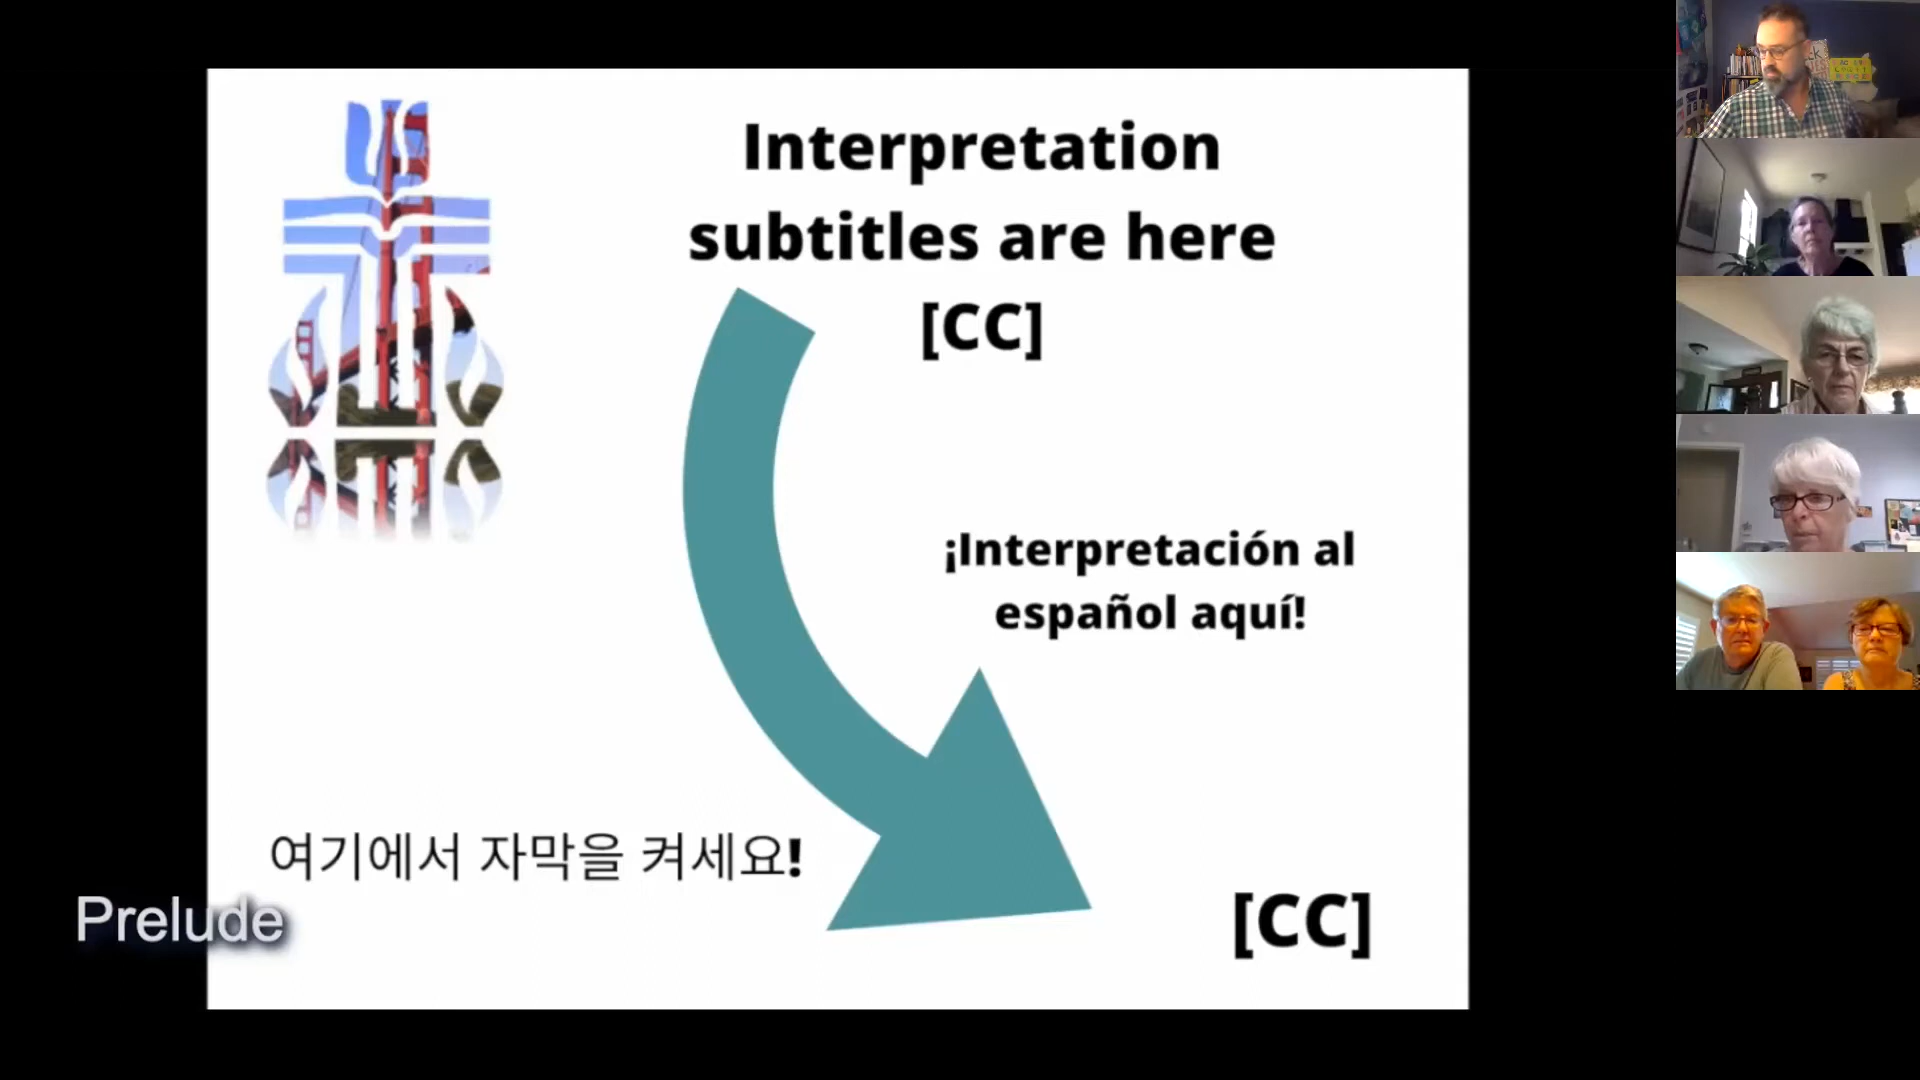 Interpretation
subtitles are here
[CC]
¡Interpretación al
español aquí!
여기에서 자막을 켜세요!
Prelude
[CC]